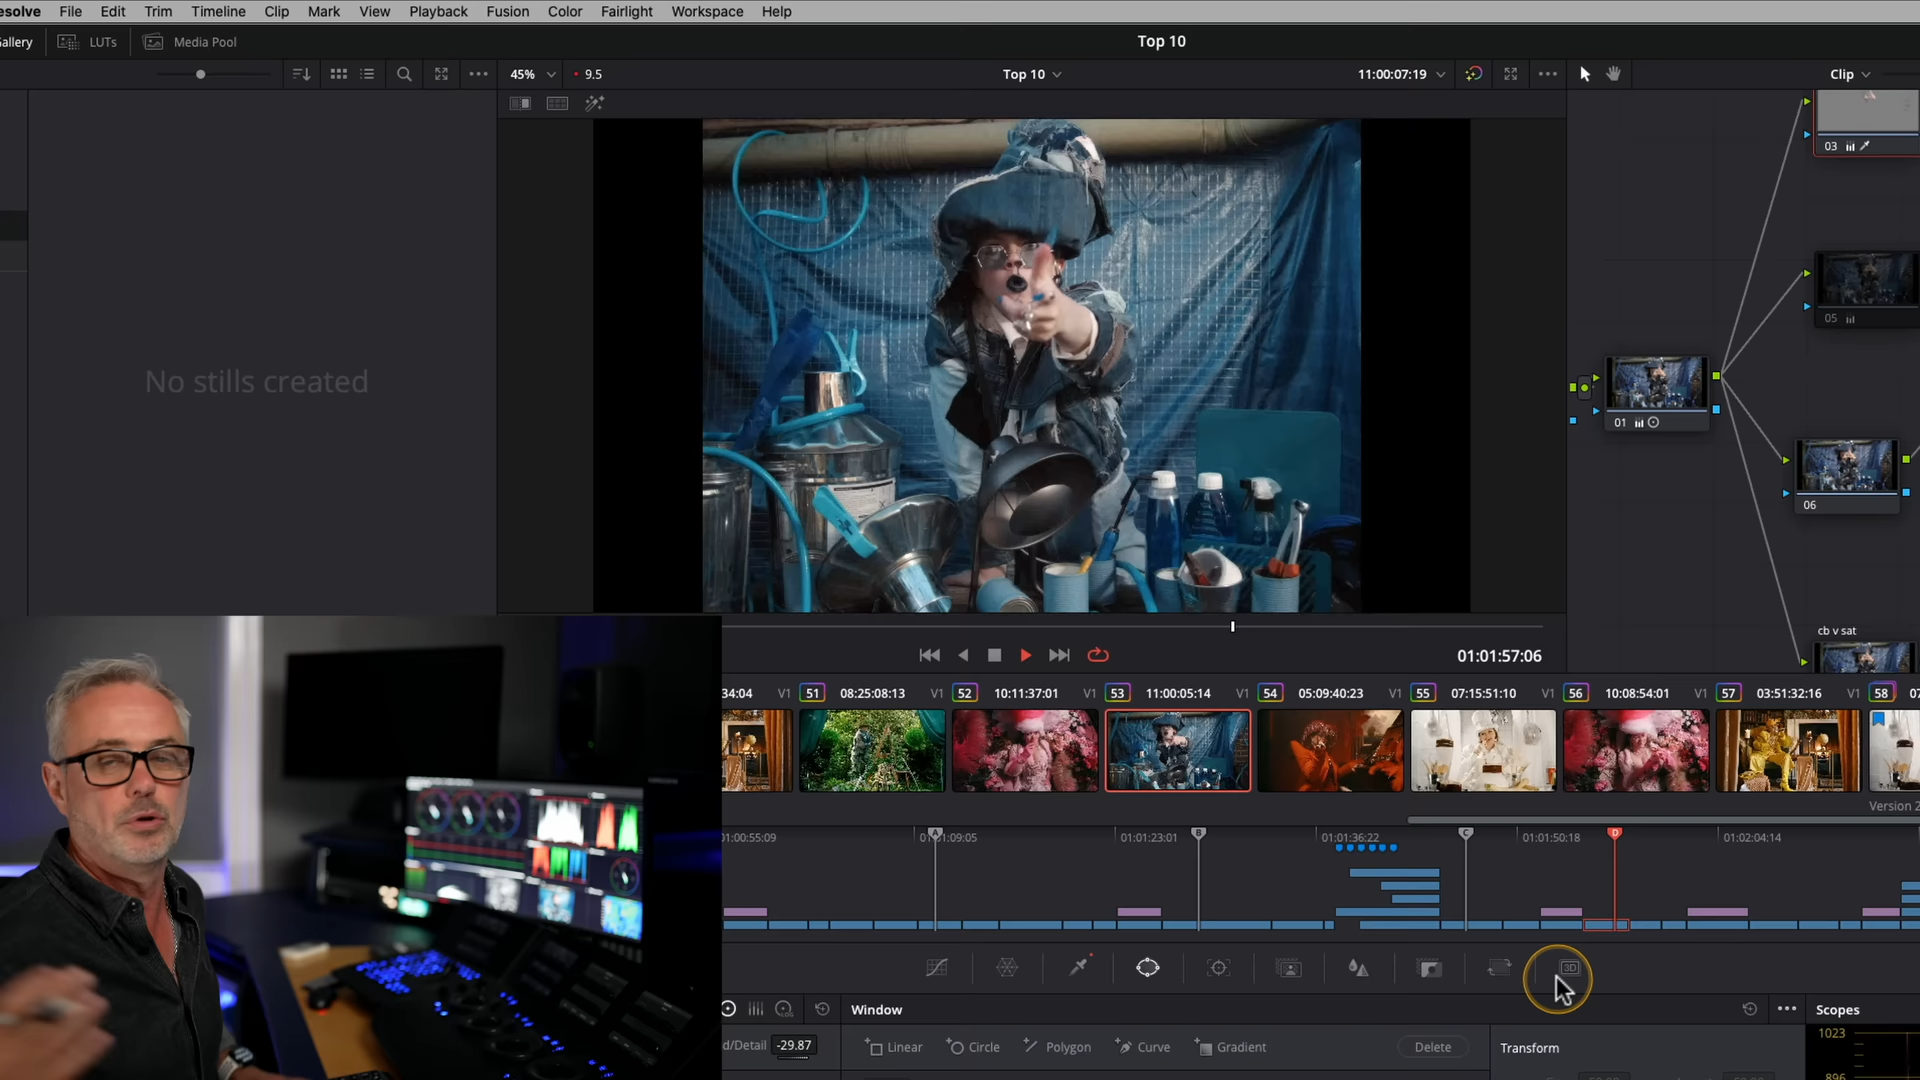 esolve File Edit Trim Timeline Clip Mark View Playback Fusion Color Fairlight Workspace Help
allery LUTs Media Pool Top 10
45% 9.5 Top 10 11:00:07:19 Clip
03
No stills created
05
01
06
cb v sat
01:01:57:06
34:04 V1 51 08:25:08:13 V1 52 10:11:37:01 V1 53 11:00:05:14 V1 54 05:09:40:23 V1 55 07:15:51:10 V1 56 10:08:54:01 V1 57 03:51:32:16 V1 58 07
Version 2
01:00:55:09 A 01:01:09:05 01:01:23:01 B 01:01:36:22 C 01:01:50:18 D 01:02:04:14
3D
Window Scopes
1023
d/Detail -29.87 Linear Circle Polygon Curve Gradient Delete Transform
896